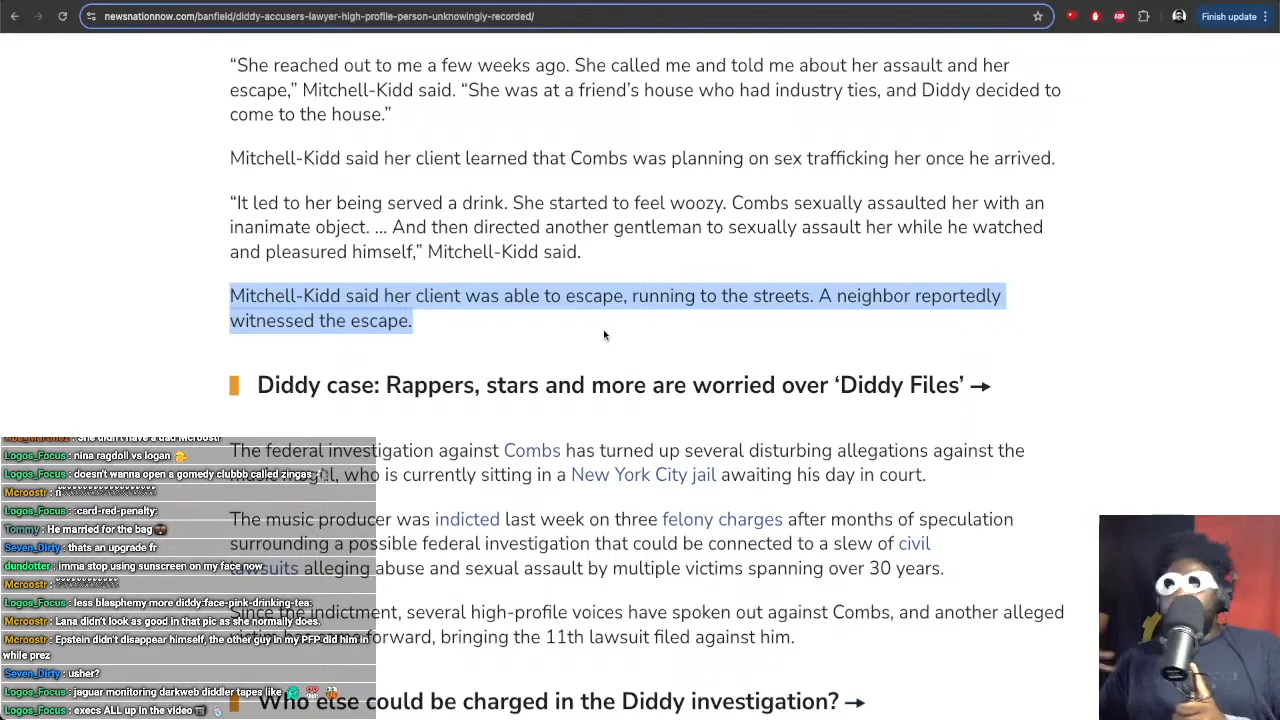 newsnationnow.com/banfield/diddy-accusers-lawyer-high-profile-person-unknowingly-recorded/
Finish update
“She reached out to me a few weeks ago. She called me and told me about her assault and her
escape,” Mitchell-Kidd said. “She was at a friend’s house who had industry ties, and Diddy decided to
come to the house.”
Mitchell-Kidd said her client learned that Combs was planning on sex trafficking her once he arrived.
“It led to her being served a drink. She started to feel woozy. Combs sexually assaulted her with an
inanimate object. … And then directed another gentleman to sexually assault her while he watched
and pleasured himself,” Mitchell-Kidd said.
Mitchell-Kidd said her client was able to escape, running to the streets. A neighbor reportedly
witnessed the escape.
Diddy case: Rappers, stars and more are worried over ‘Diddy Files’ →
The federal investigation against Combs has turned up several disturbing allegations against the
who is currently sitting in a New York City jail awaiting his day in court.
The music producer was indicted last week on three felony charges after months of speculation
surrounding a possible federal investigation that could be connected to a slew of civil
lawsuits alleging abuse and sexual assault by multiple victims spanning over 30 years.
Since the indictment, several high-profile voices have spoken out against Combs, and another alleged
forward, bringing the 11th lawsuit filed against him.
Who else could be charged in the Diddy investigation? →
She didn't have a dad Mcroostr
Logos_Focus : nina ragdoll vs logan
Logos_Focus : doesn't wanna open a gomedy clubbb called zingas
Mcroostr :
Logos_Focus : :card-red-penalty:
Tommy : He married for the bag
Seven_Dirty : thats an upgrade fr
dundotter : imma stop using sunscreen on my face now
Mcroostr :
Logos_Focus : less blasphemy more diddy:face-pink-drinking-tea:
Mcroostr : Lana didn't look as good in that pic as she normally does.
Mcroostr : Epstein didn't disappear himself, the other guy in my PFP did him in
while prez
Seven_Dirty : usher?
Logos_Focus : jaguar monitoring darkweb diddler tapes like
Logos_Focus : execs ALL up in the video